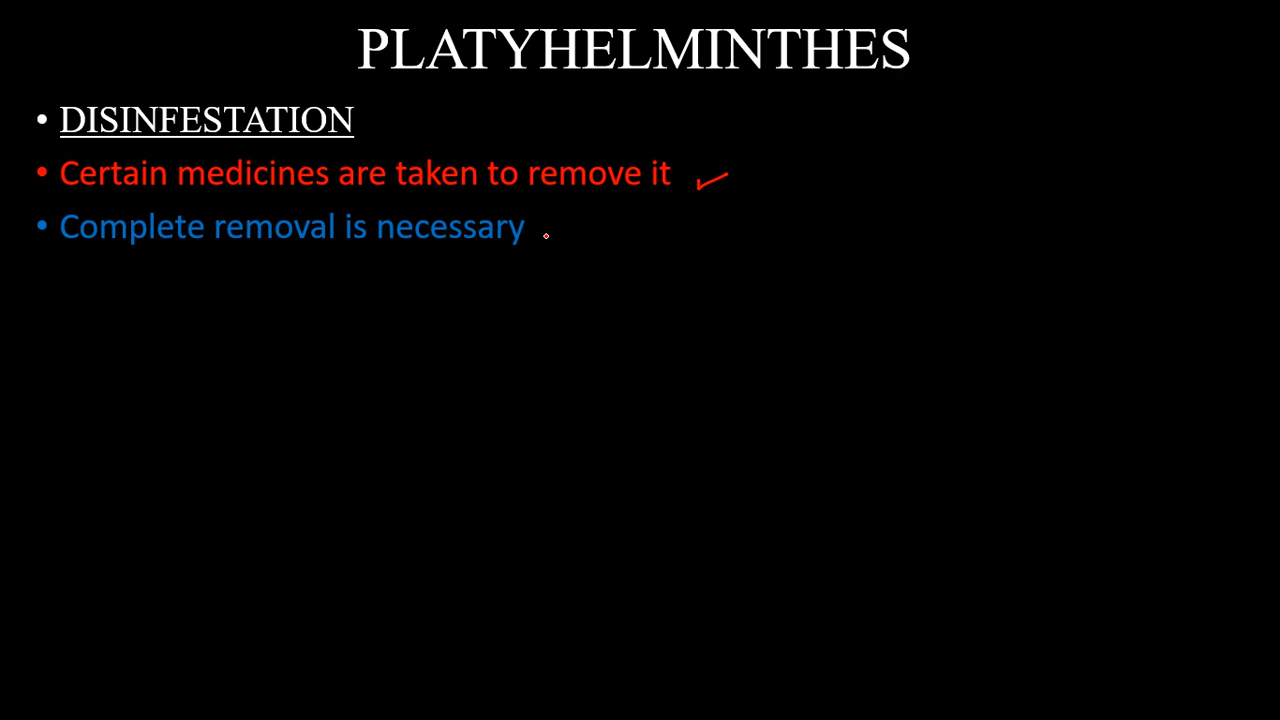 PLATYHELMINTHES
• DISINFESTATION
• Certain medicines are taken to remove it
• Complete removal is necessary